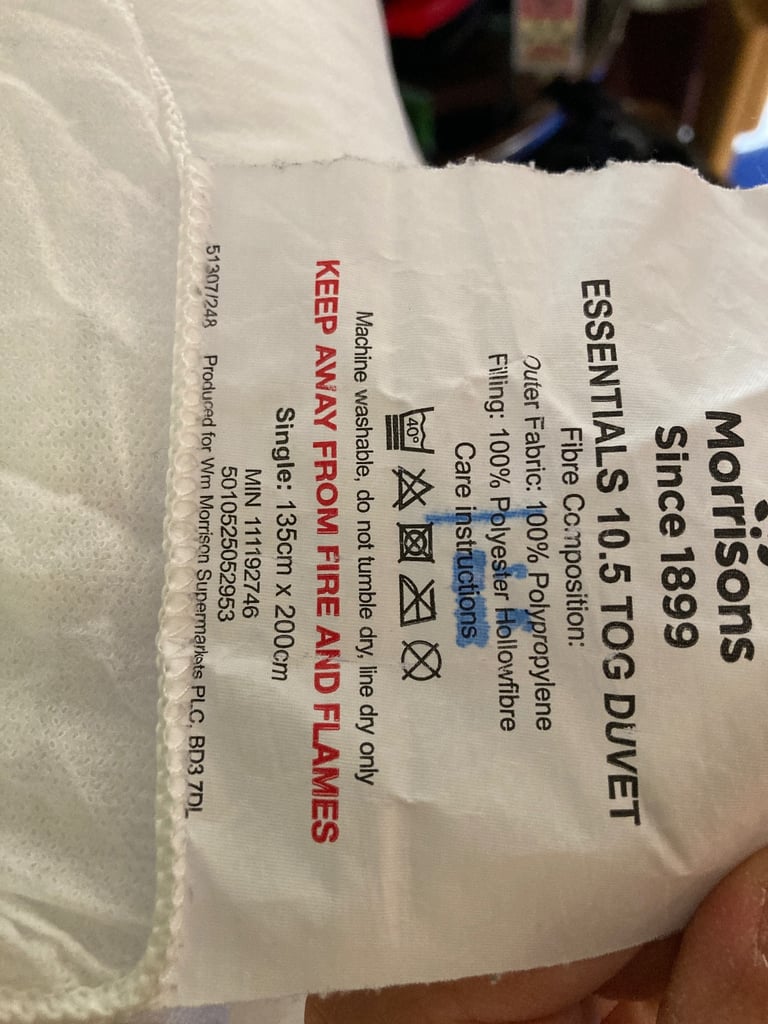 Morrisons
Since 1899
ESSENTIALS 10.5 TOG DUVET
Fibre Composition:
Outer Fabric: 100% Polypropylene
Filling: 100% Polyester Hollowfibre
Care instructions
40°
Machine washable, do not tumble dry, line dry only
KEEP AWAY FROM FIRE AND FLAMES
Single: 135cm x 200cm
MIN 111192746
5010525052953
51307/248 Produced for Wm Morrison Supermarkets PLC, BD3 7DL